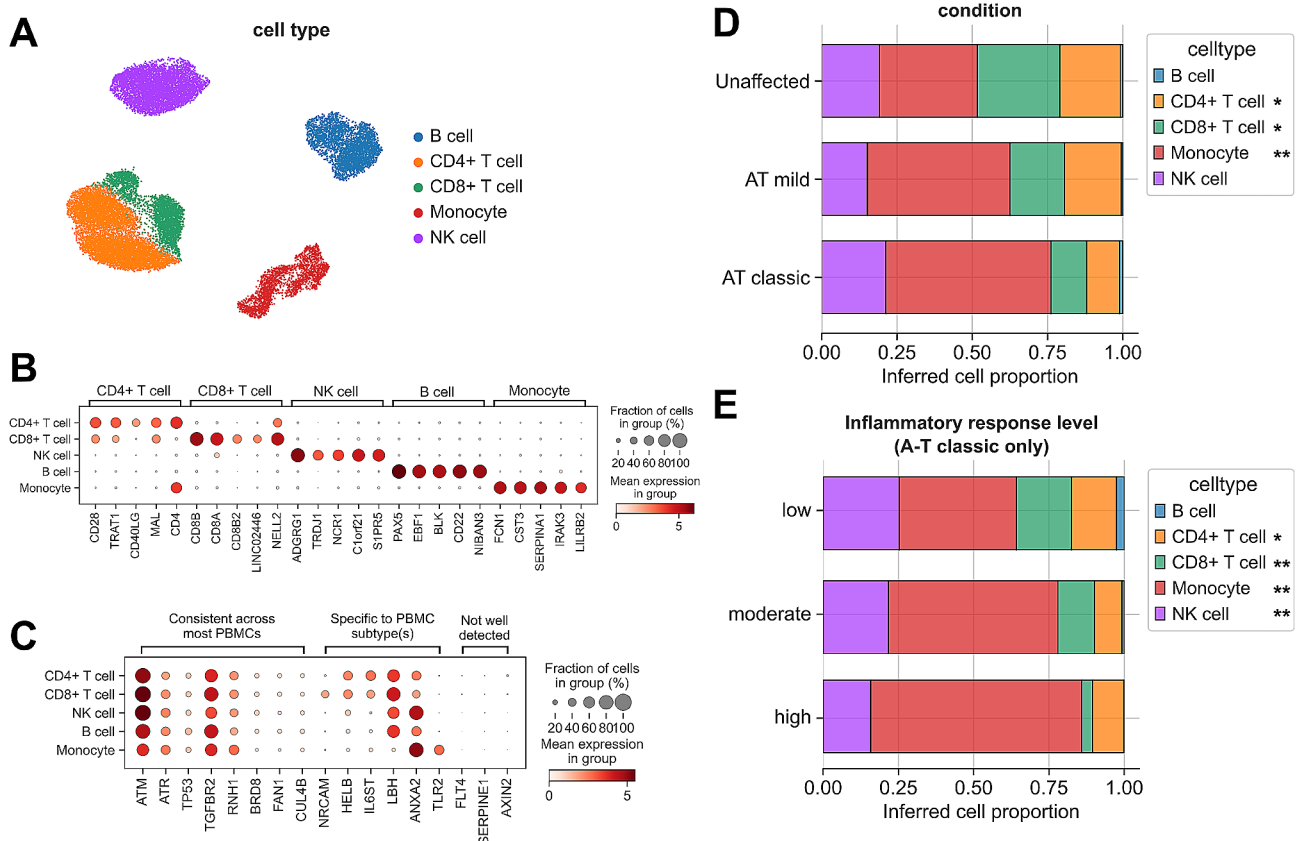 A
cell type
B cell
CD4+ T cell
CD8+ T cell
Monocyte
NK cell
B
CD4+ T cell
CD8+ T cell
NK cell
B cell
Monocyte
CD4+ T cell
CD8+ T cell
NK cell
B cell
Monocyte
CD28
TRAT1
CD40LG
MAL
CD4
CD8B
CD8A
CD8B2
LINC02446
NELL2
ADGRG1
TRDJ1
NCR1
C1orf21
S1PR5
PAX5
EBF1
BLK
CD22
NIBAN3
FCN1
CST3
SERPINA1
IRAK3
LILRB2
Fraction of cells
in group (%)
20 40 60 80 100
Mean expression
in group
0 5
C
Consistent across
most PBMCs
Specific to PBMC
subtype(s)
Not well
detected
CD4+ T cell
CD8+ T cell
NK cell
B cell
Monocyte
ATM
ATR
TP53
TGFBR2
RNH1
BRD8
FAN1
CUL4B
NRCAM
HELB
IL6ST
LBH
ANXA2
TLR2
FLT4
SERPINE1
AXIN2
Fraction of cells
in group (%)
20 40 60 80 100
Mean expression
in group
0 5
D
condition
Unaffected
AT mild
AT classic
0.00 0.25 0.50 0.75 1.00
Inferred cell proportion
celltype
B cell
CD4+ T cell *
CD8+ T cell *
Monocyte **
NK cell
E
Inflammatory response level
(A-T classic only)
low
moderate
high
0.00 0.25 0.50 0.75 1.00
Inferred cell proportion
celltype
B cell
CD4+ T cell *
CD8+ T cell **
Monocyte **
NK cell **